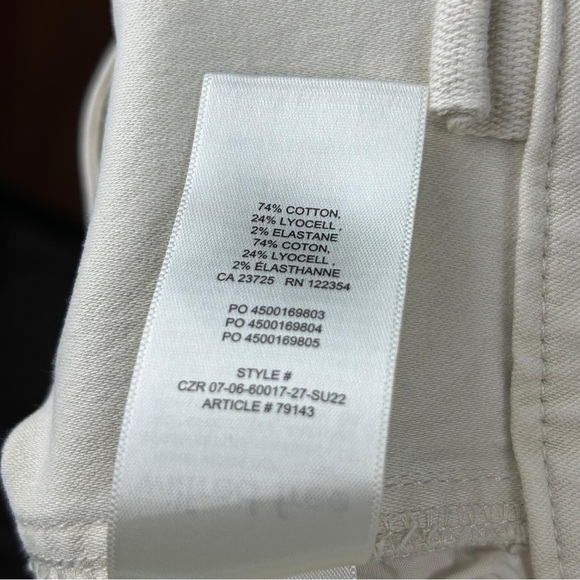 74% COTTON,
24% LYOCELL ,
2% ELASTANE
74% COTON,
24% LYOCELL ,
2% ÉLASTHANNE
CA 23725 RN 122354
PO 4500169803
PO 4500169804
PO 4500169805
STYLE #
CZR 07-06-60017-27-SU22
ARTICLE # 79143